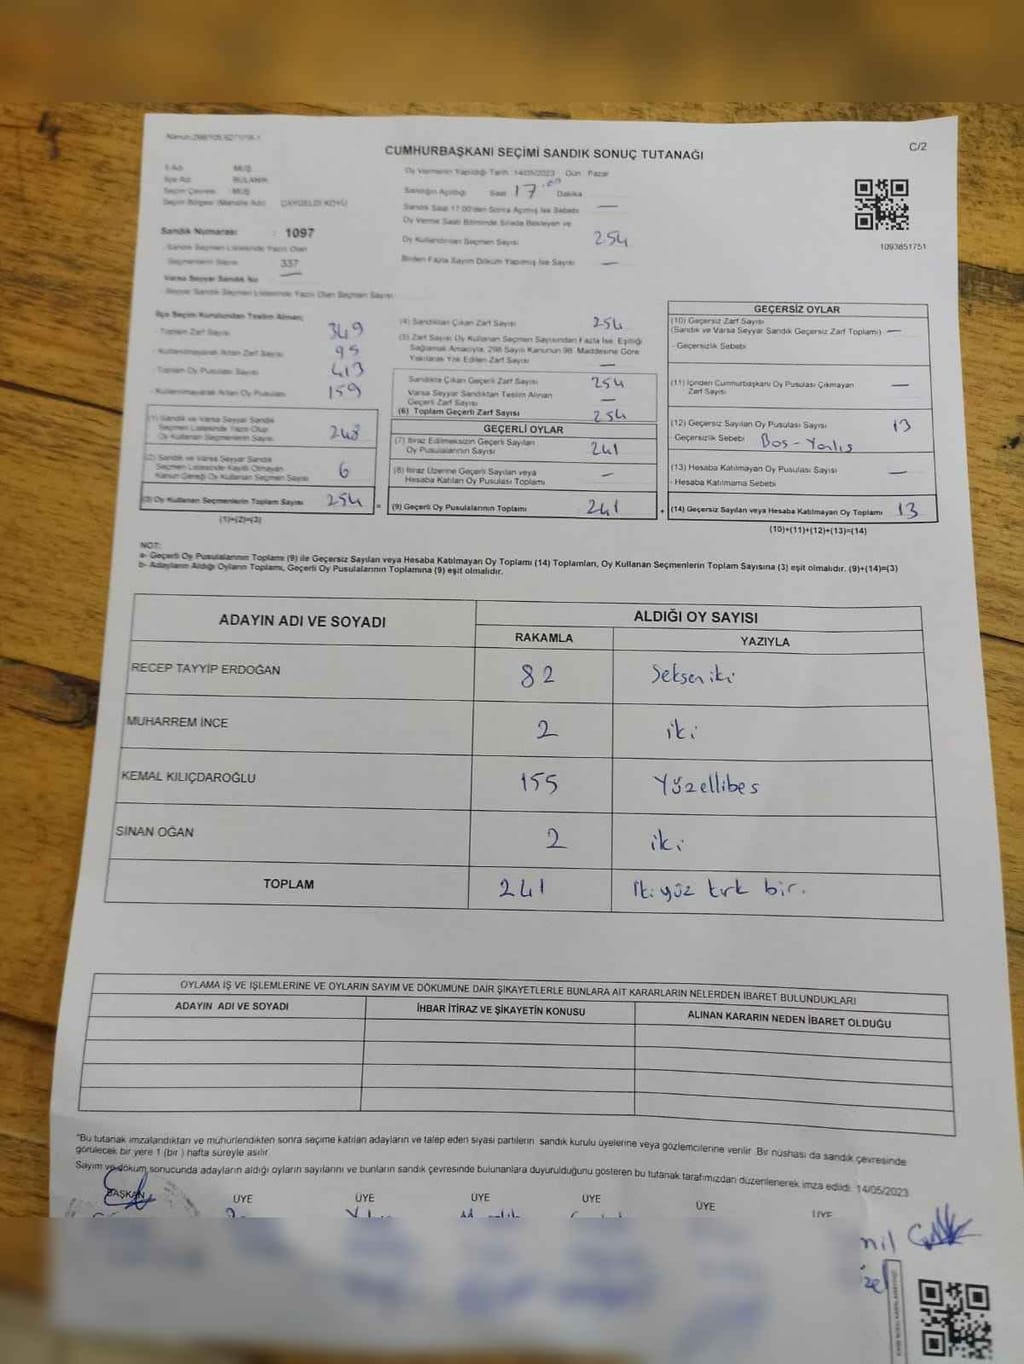 C/2
CUMHURBAŞKANI SEÇİMİ SANDIK SONUÇ TUTANAĞI
İl Adı : MUŞ
İlçe Adı : BULANIK
Seçim Çevresi : MUŞ
Seçim Bölgesi (Mahalle Adı)
Sandık Numarası : 1097
Sandık Seçmen Listesinde Yazılı Olan
Seçmenlerin Sayısı 337
Varsa Seyyar Sandık No —
Seyyar Sandık Seçmen Listesinde Yazılı Olan Seçmen Sayısı
Oy Vermenin Yapıldığı Tarih: 14/05/2023 Gün Pazar
Sandığın Açıldığı Saat 17:00 Dakika
Sandık Saat 17:00'den Sonra Açılmış İse Sebebi —
Oy Verme Saati Bitiminde Sırada Bekleyen ve
Oy Kullandırılan Seçmen Sayısı 254
Birden Fazla Sayım Döküm Yapılmış İse Sayısı —
1093851751
İlçe Seçim Kurulundan Teslim Alınan;
- Toplam Zarf Sayısı 349
- Kullanılmayarak Artan Zarf Sayısı 95
- Toplam Oy Pusulası Sayısı 413
- Kullanılmayarak Artan Oy Pusulası 159
(1) Sandık ve Varsa Seyyar Sandık
Seçmen Listesinde Yazılı Olup
Oy Kullanan Seçmenlerin Sayısı 248
(2) Sandık ve Varsa Seyyar Sandık
Seçmen Listesinde Kayıtlı Olmayan
Kanun Gereği Oy Kullanan Seçmen Sayısı 6
(3) Oy Kullanan Seçmenlerin Toplam Sayısı 254
(1)+(2)=(3)
(4) Sandıktan Çıkan Zarf Sayısı 254
(5) Zarf Sayısı Oy Kullanan Seçmen Sayısından Fazla İse, Eşitliği
Sağlamak Amacıyla, 298 Sayılı Kanunun 98. Maddesine Göre
Yakılarak Yok Edilen Zarf Sayısı —
Sandıkta Çıkan Geçerli Zarf Sayısı 254
Varsa Seyyar Sandıktan Teslim Alınan
Geçerli Zarf Sayısı —
(6) Toplam Geçerli Zarf Sayısı 254
GEÇERLİ OYLAR
(7) İtiraz Edilmeksizin Geçerli Sayılan
Oy Pusulalarının Sayısı 241
(8) İtiraz Üzerine Geçerli Sayılan veya
Hesaba Katılan Oy Pusulası Toplamı —
(9) Geçerli Oy Pusulalarının Toplamı 241
GEÇERSİZ OYLAR
(10) Geçersiz Zarf Sayısı
(Sandık ve Varsa Seyyar Sandık Geçersiz Zarf Toplamı) —
- Geçersizlik Sebebi
(11) İçinden Cumhurbaşkanı Oy Pusulası Çıkmayan
Zarf Sayısı —
(12) Geçersiz Sayılan Oy Pusulası Sayısı 13
Geçersizlik Sebebi Boş - Yanlış
(13) Hesaba Katılmayan Oy Pusulası Sayısı —
- Hesaba Katılmama Sebebi
(14) Geçersiz Sayılan veya Hesaba Katılmayan Oy Toplamı 13
(10)+(11)+(12)+(13)=(14)
NOT:
a- Geçerli Oy Pusulalarının Toplamı (9) ile Geçersiz Sayılan veya Hesaba Katılmayan Oy Toplamı (14) Toplamları, Oy Kullanan Seçmenlerin Toplam Sayısına (3) eşit olmalıdır. (9)+(14)=(3)
b- Adayların Aldığı Oyların Toplamı, Geçerli Oy Pusulalarının Toplamına (9) eşit olmalıdır.
ADAYIN ADI VE SOYADI ALDIĞI OY SAYISI
RAKAMLA YAZIYLA
RECEP TAYYİP ERDOĞAN 82 Seksen iki
MUHARREM İNCE 2 iki
KEMAL KILIÇDAROĞLU 155 Yüzellibes
SİNAN OĞAN 2 iki
TOPLAM 241 İki yüz kırk bir.
OYLAMA İŞ VE İŞLEMLERİNE VE OYLARIN SAYIM VE DÖKÜMÜNE DAİR ŞİKAYETLERLE BUNLARA AİT KARARLARIN NELERDEN İBARET BULUNDUKLARI
ADAYIN ADI VE SOYADI İHBAR İTİRAZ VE ŞİKAYETİN KONUSU ALINAN KARARIN NEDEN İBARET OLDUĞU
"Bu tutanak imzalandıktan ve mühürlendikten sonra seçime katılan adayların ve talep eden siyasi partilerin sandık kurulu üyelerine veya gözlemcilerine verilir. Bir nüshası da sandık çevresinde
görülecek bir yere 1 (bir) hafta süreyle asılır.
Sayım ve döküm sonucunda adayların aldığı oyların sayılarını ve bunların sandık çevresinde bulunanlara duyurulduğunu gösteren bu tutanak tarafımızdan düzenlenerek imza edildi. 14/05/2023
BAŞKAN ÜYE ÜYE ÜYE ÜYE ÜYE ÜYE